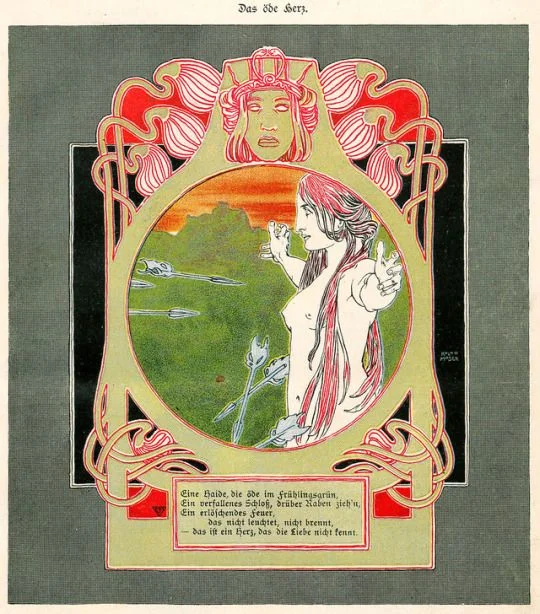 Das öde Herz.
Eine Haide, die öde im Frühlingsgrün,
Ein verfallenes Schloß, drüber Raben zieh'n,
Ein erlöschendes Feuer,
das nicht leuchtet, nicht brennt,
— das ist ein Herz, das die Liebe nicht kennt.